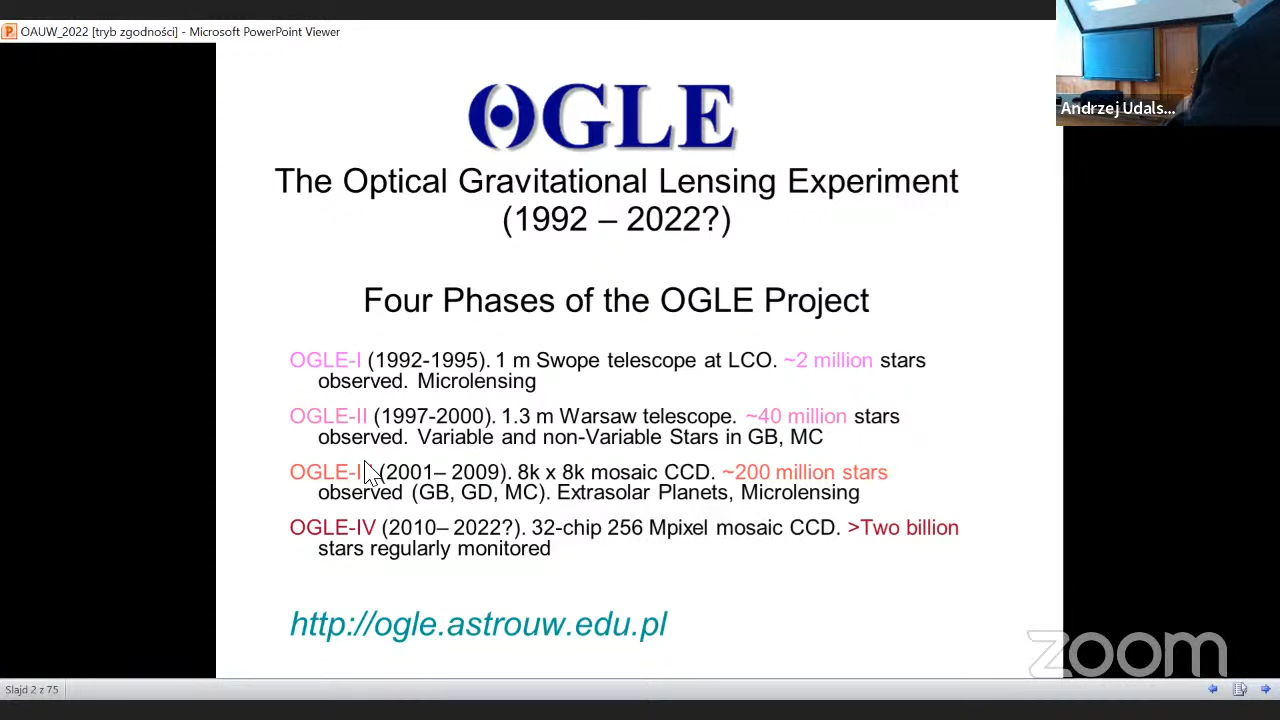 OAUW_2022 [tryb zgodności] - Microsoft PowerPoint Viewer
Andrzej Udals...
OGLE
The Optical Gravitational Lensing Experiment
(1992 – 2022?)
Four Phases of the OGLE Project
OGLE-I (1992-1995). 1 m Swope telescope at LCO. ~2 million stars
observed. Microlensing
OGLE-II (1997-2000). 1.3 m Warsaw telescope. ~40 million stars
observed. Variable and non-Variable Stars in GB, MC
(2001– 2009). 8k x 8k mosaic CCD. ~200 million stars
observed (GB, GD, MC). Extrasolar Planets, Microlensing
OGLE-IV (2010– 2022?). 32-chip 256 Mpixel mosaic CCD. >Two billion
stars regularly monitored
http://ogle.astrouw.edu.pl
zoom
Slajd 2 z 75